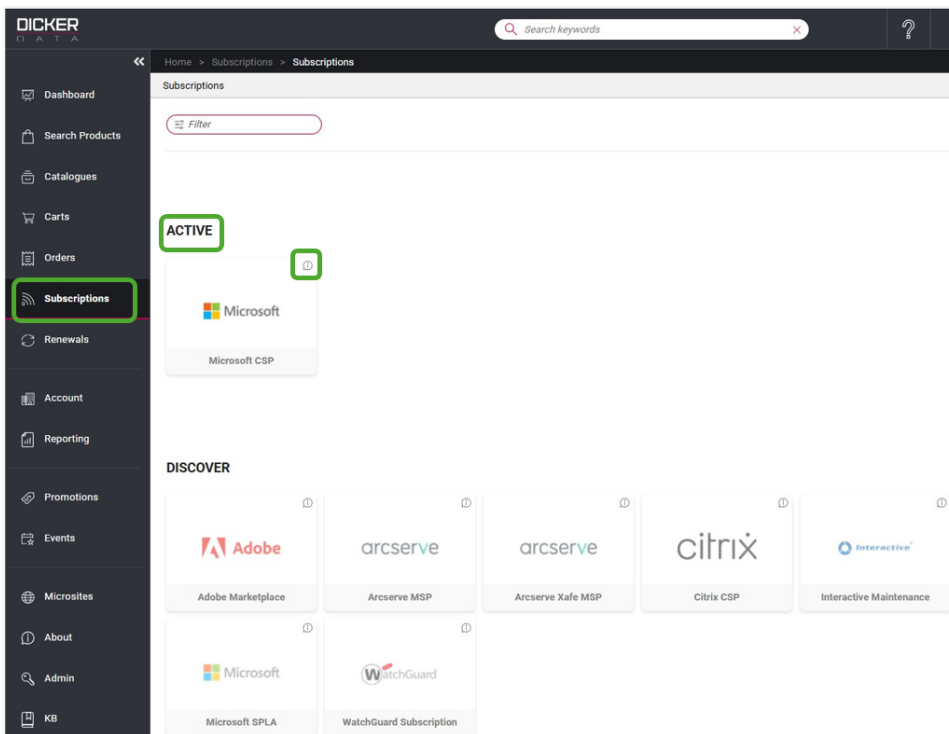 DICKER
DATA
Search keywords
Home > Subscriptions > Subscriptions
Subscriptions
Filter
Dashboard
Search Products
Catalogues
Carts
Orders
Subscriptions
Renewals
Account
Reporting
Promotions
Events
Microsites
About
Admin
KB
ACTIVE
Microsoft
Microsoft CSP
DISCOVER
Adobe
arcserve
arcserve
citrix
Interactive
Adobe Marketplace
Arcserve MSP
Arcserve Xafe MSP
Citrix CSP
Interactive Maintenance
Microsoft
WatchGuard
Microsoft SPLA
WatchGuard Subscription